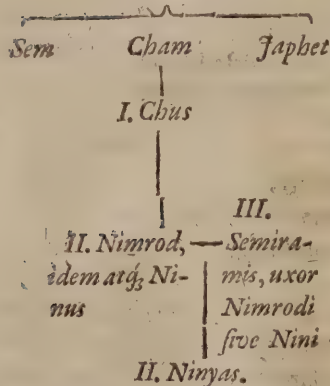 Sem Cham Japhet
I. Chus
III.
II. Nimrod, Semira-
idem atq́; Ni- mis, uxor
nus Nimrodi
sive Nini
II. Ninyas.